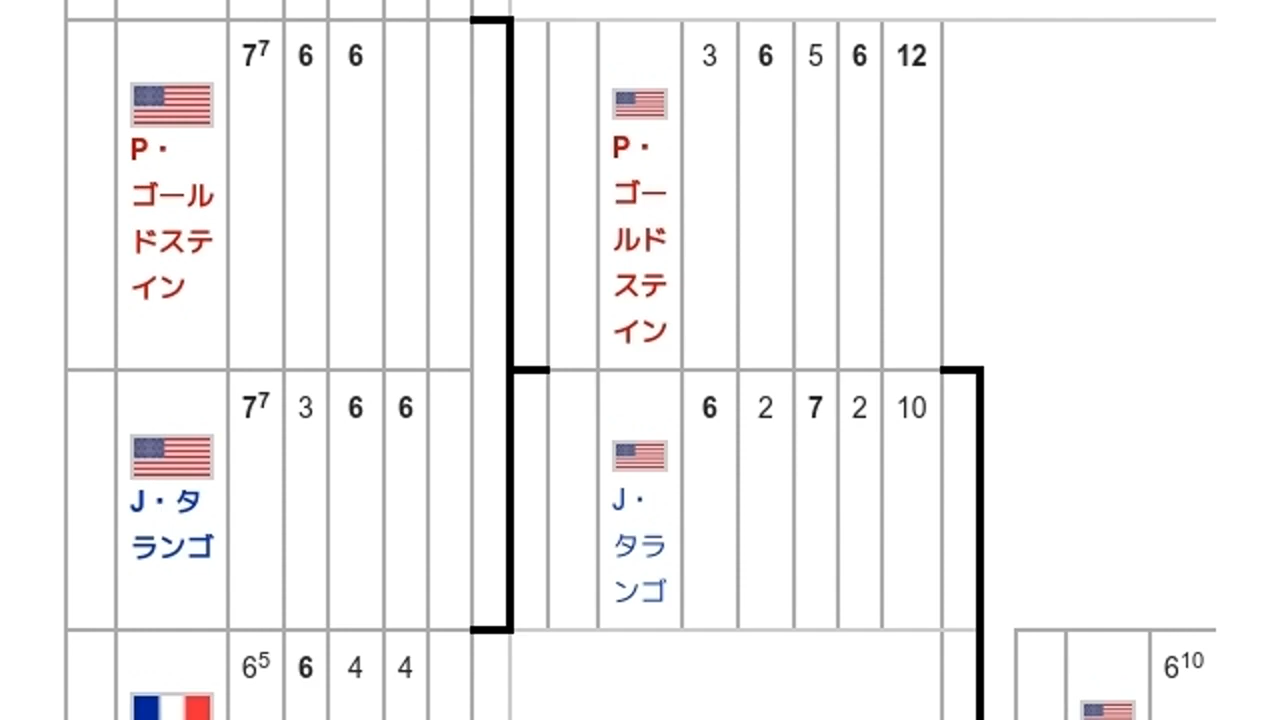 7⁷ 6 6
P・
ゴール
ドステ
イン
7⁷ 3 6 6
J・タ
ランゴ
6⁵ 6 4 4
3 6 5 6 12
P・
ゴー
ルド
ステ
イン
6 2 7 2 10
J・
タラ
ンゴ
6¹⁰